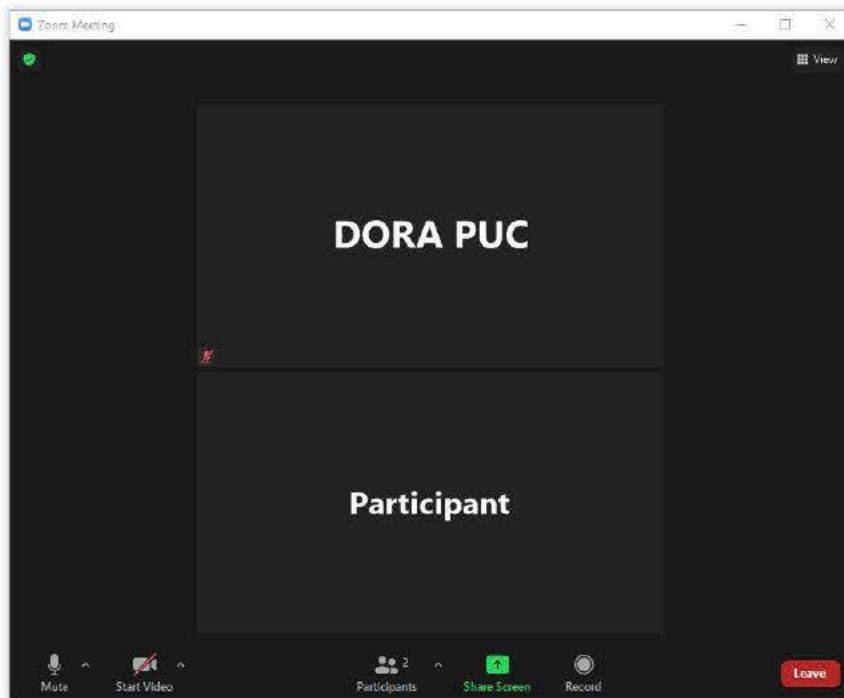 Zoom Meeting
View
DORA PUC
Participant
2
Mute Start Video Participants Share Screen Record Leave